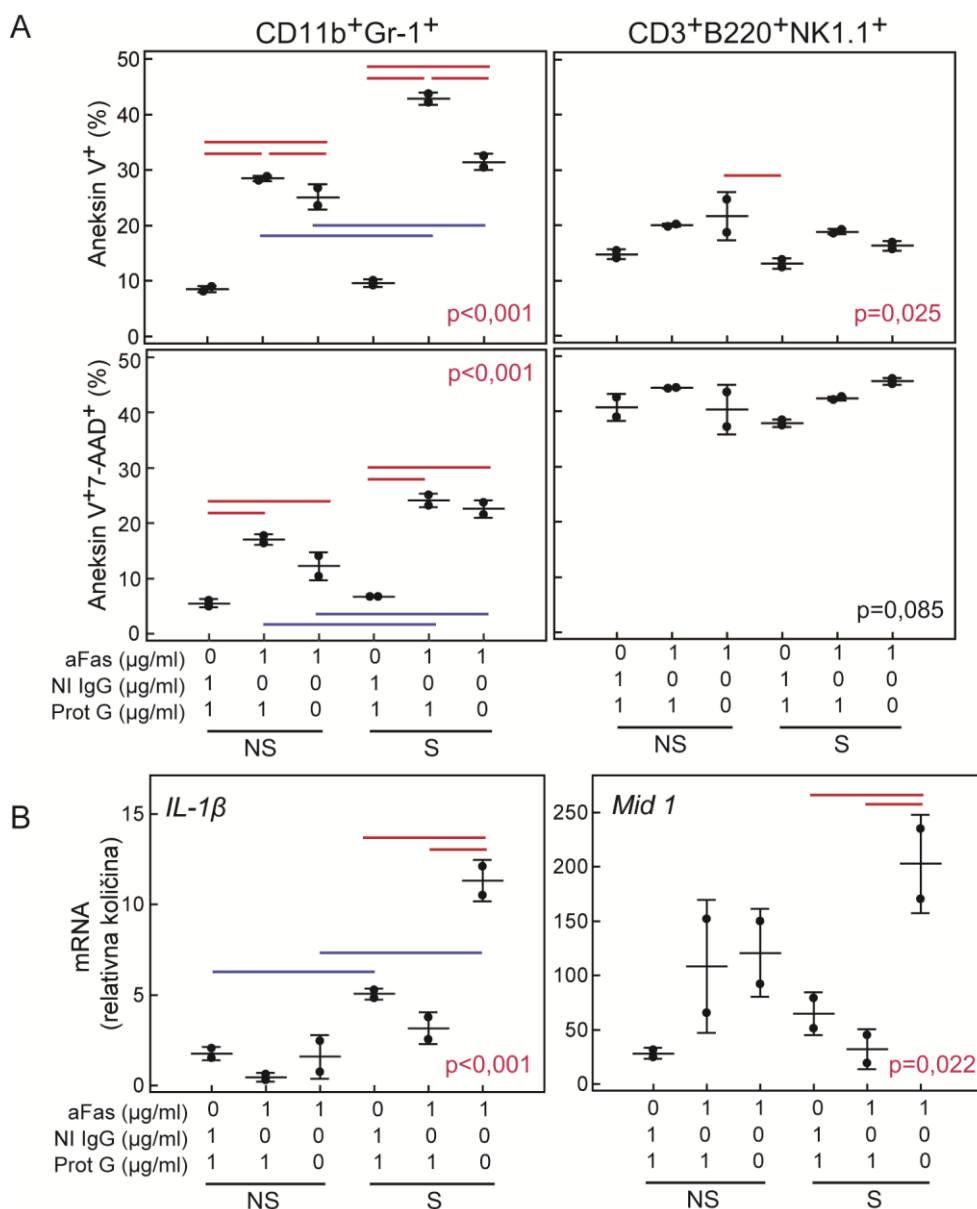 A
CD11b⁺Gr-1⁺
CD3⁺B220⁺NK1.1⁺
Aneksin V⁺ (%)
50
40
30
20
10
0
p<0,001
p=0,025
Aneksin V⁺7-AAD⁺ (%)
50
40
30
20
10
0
p<0,001
p=0,085
aFas (µg/ml) 0 1 1 0 1 1 0 1 1 0 1 1
NI IgG (µg/ml) 1 0 0 1 0 0 1 0 0 1 0 0
Prot G (µg/ml) 1 1 0 1 1 0 1 1 0 1 1 0
NS S NS S
B
IL-1β
Mid 1
mRNA
(relativna količina)
15
10
5
0
p<0,001
250
200
150
100
50
0
p=0,022
aFas (µg/ml) 0 1 1 0 1 1 0 1 1 0 1 1
NI IgG (µg/ml) 1 0 0 1 0 0 1 0 0 1 0 0
Prot G (µg/ml) 1 1 0 1 1 0 1 1 0 1 1 0
NS S NS S